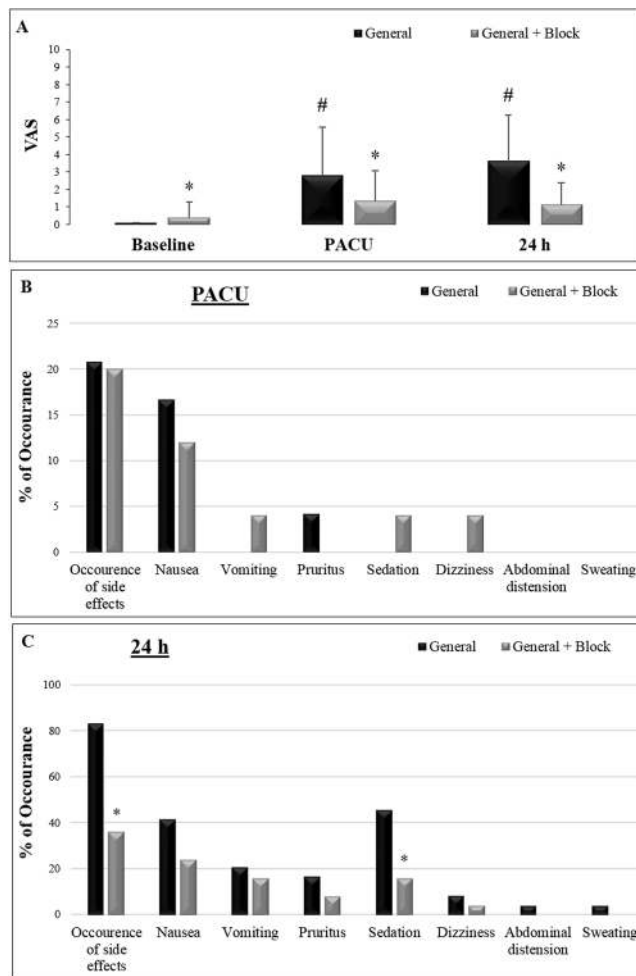 A
General
General + Block
10
9
8
7
6
5
4
3
2
1
0
VAS
#
#
*
*
*
Baseline
PACU
24 h
B
PACU
General
General + Block
25
20
15
10
5
0
% of Occourance
Occourence of side effects
Nausea
Vomiting
Pruritus
Sedation
Dizziness
Abdominal distension
Sweating
C
24 h
General
General + Block
100
80
60
40
20
0
% of Occourance
*
*
Occourence of side effects
Nausea
Vomiting
Pruritus
Sedation
Dizziness
Abdominal distension
Sweating